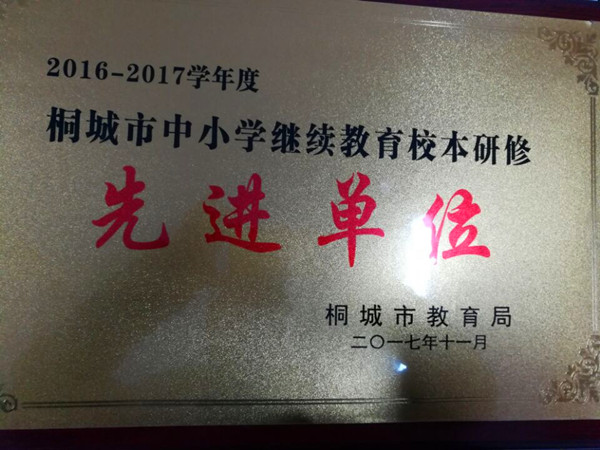 2016-2017学年度
桐城市中小学继续教育校本研修
先进单位
桐城市教育局
二〇一七年十一月